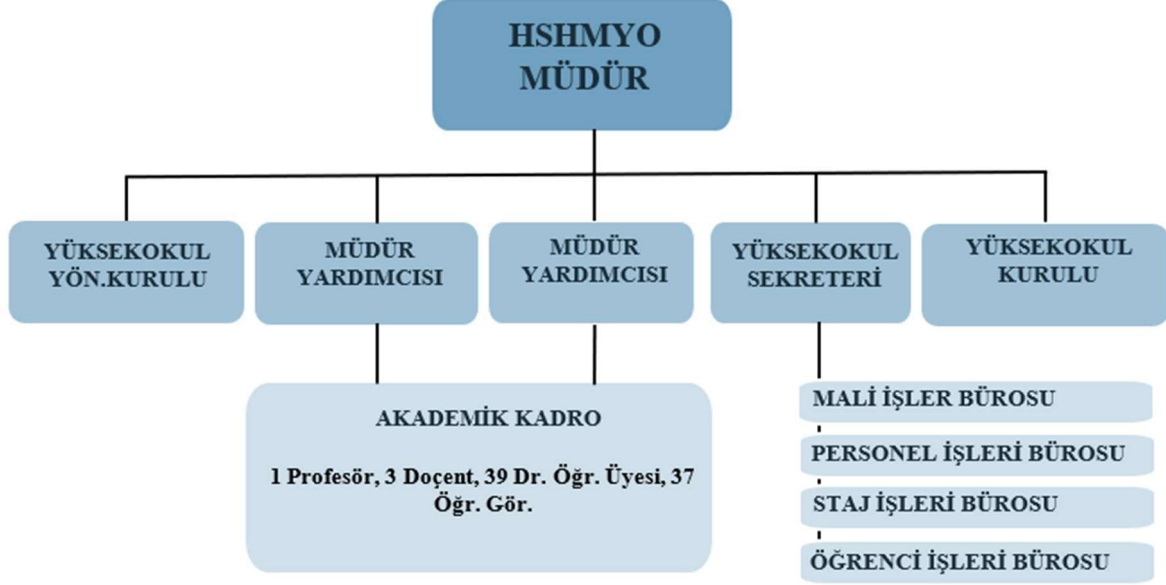 HSHMYO
MÜDÜR
YÜKSEKOKUL
YÖN.KURULU
MÜDÜR
YARDIMCISI
MÜDÜR
YARDIMCISI
YÜKSEKOKUL
SEKRETERİ
YÜKSEKOKUL
KURULU
AKADEMİK KADRO
1 Profesör, 3 Doçent, 39 Dr. Öğr. Üyesi, 37
Öğr. Gör.
MALİ İŞLER BÜROSU
PERSONEL İŞLERİ BÜROSU
STAJ İŞLERİ BÜROSU
ÖĞRENCİ İŞLERİ BÜROSU